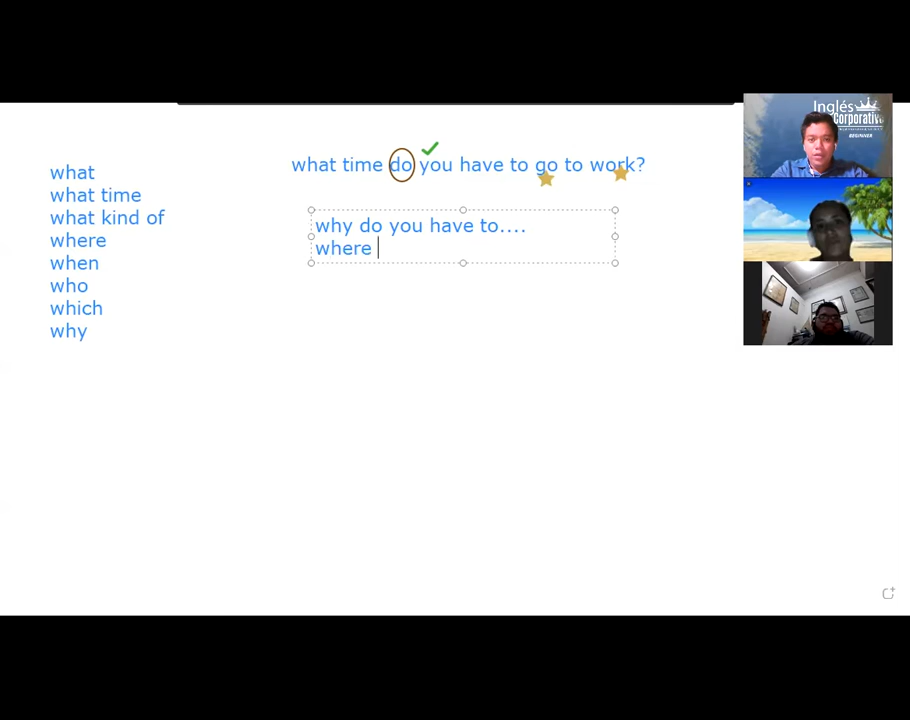 what
what time
what kind of
where
when
who
which
why
what time do you have to go to work?
why do you have to....
where
Inglés
Corporativo
BEGINNER